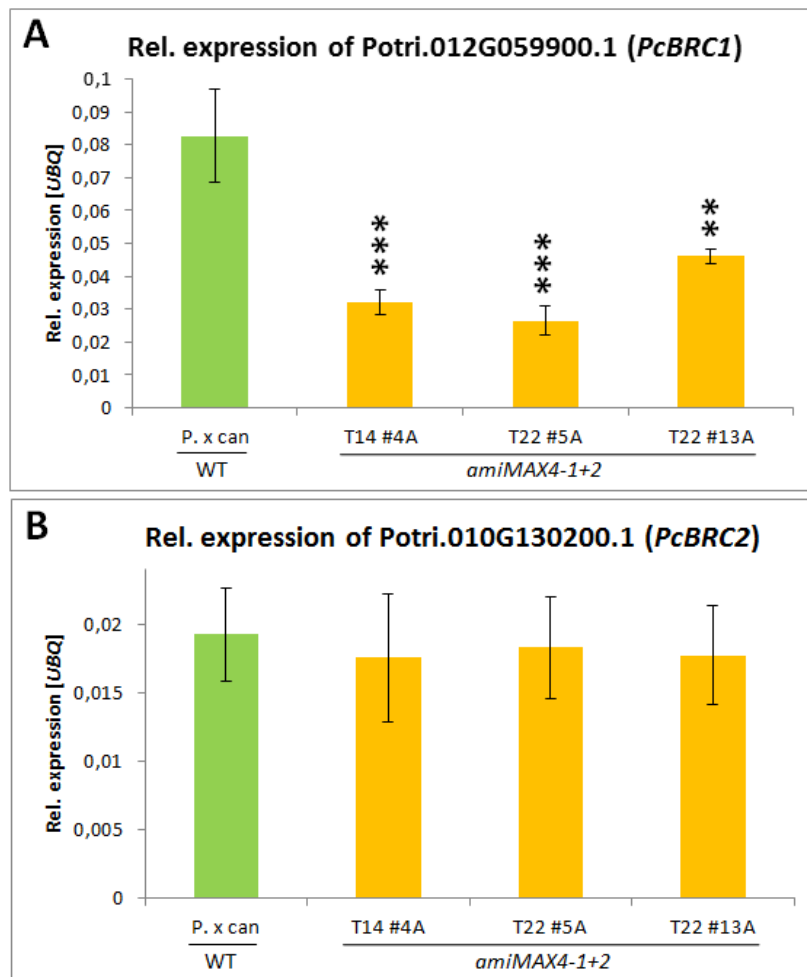 A
Rel. expression of Potri.012G059900.1 (PcBRC1)
Rel. expression [UBQ]
0,1
0,09
0,08
0,07
0,06
0,05
0,04
0,03
0,02
0,01
0
***
***
**
P. x can
T14 #4A
T22 #5A
T22 #13A
WT
amiMAX4-1+2
B
Rel. expression of Potri.010G130200.1 (PcBRC2)
Rel. expression [UBQ]
0,02
0,015
0,01
0,005
0
P. x can
T14 #4A
T22 #5A
T22 #13A
WT
amiMAX4-1+2